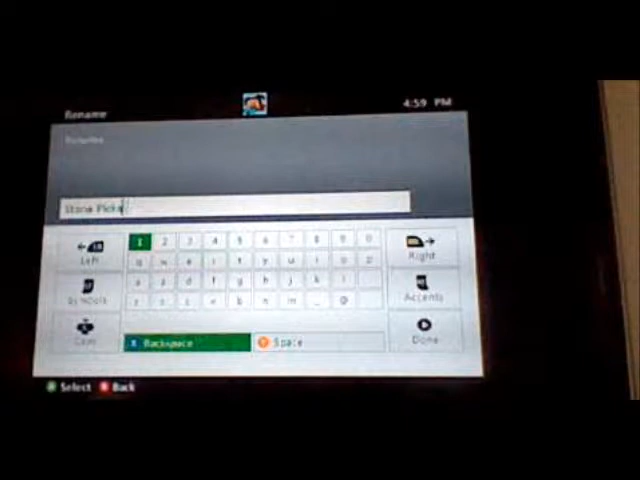 Rename
4:59 PM
Rename
Stone Picka
Left
1 2 3 4 5 6 7 8 9 0
q w e r t y u i o p
Right
Symbols
a s d f g h j k l
Accents
Caps
z x c v b n m _ @
Done
X Backspace
Y Space
A Select B Back